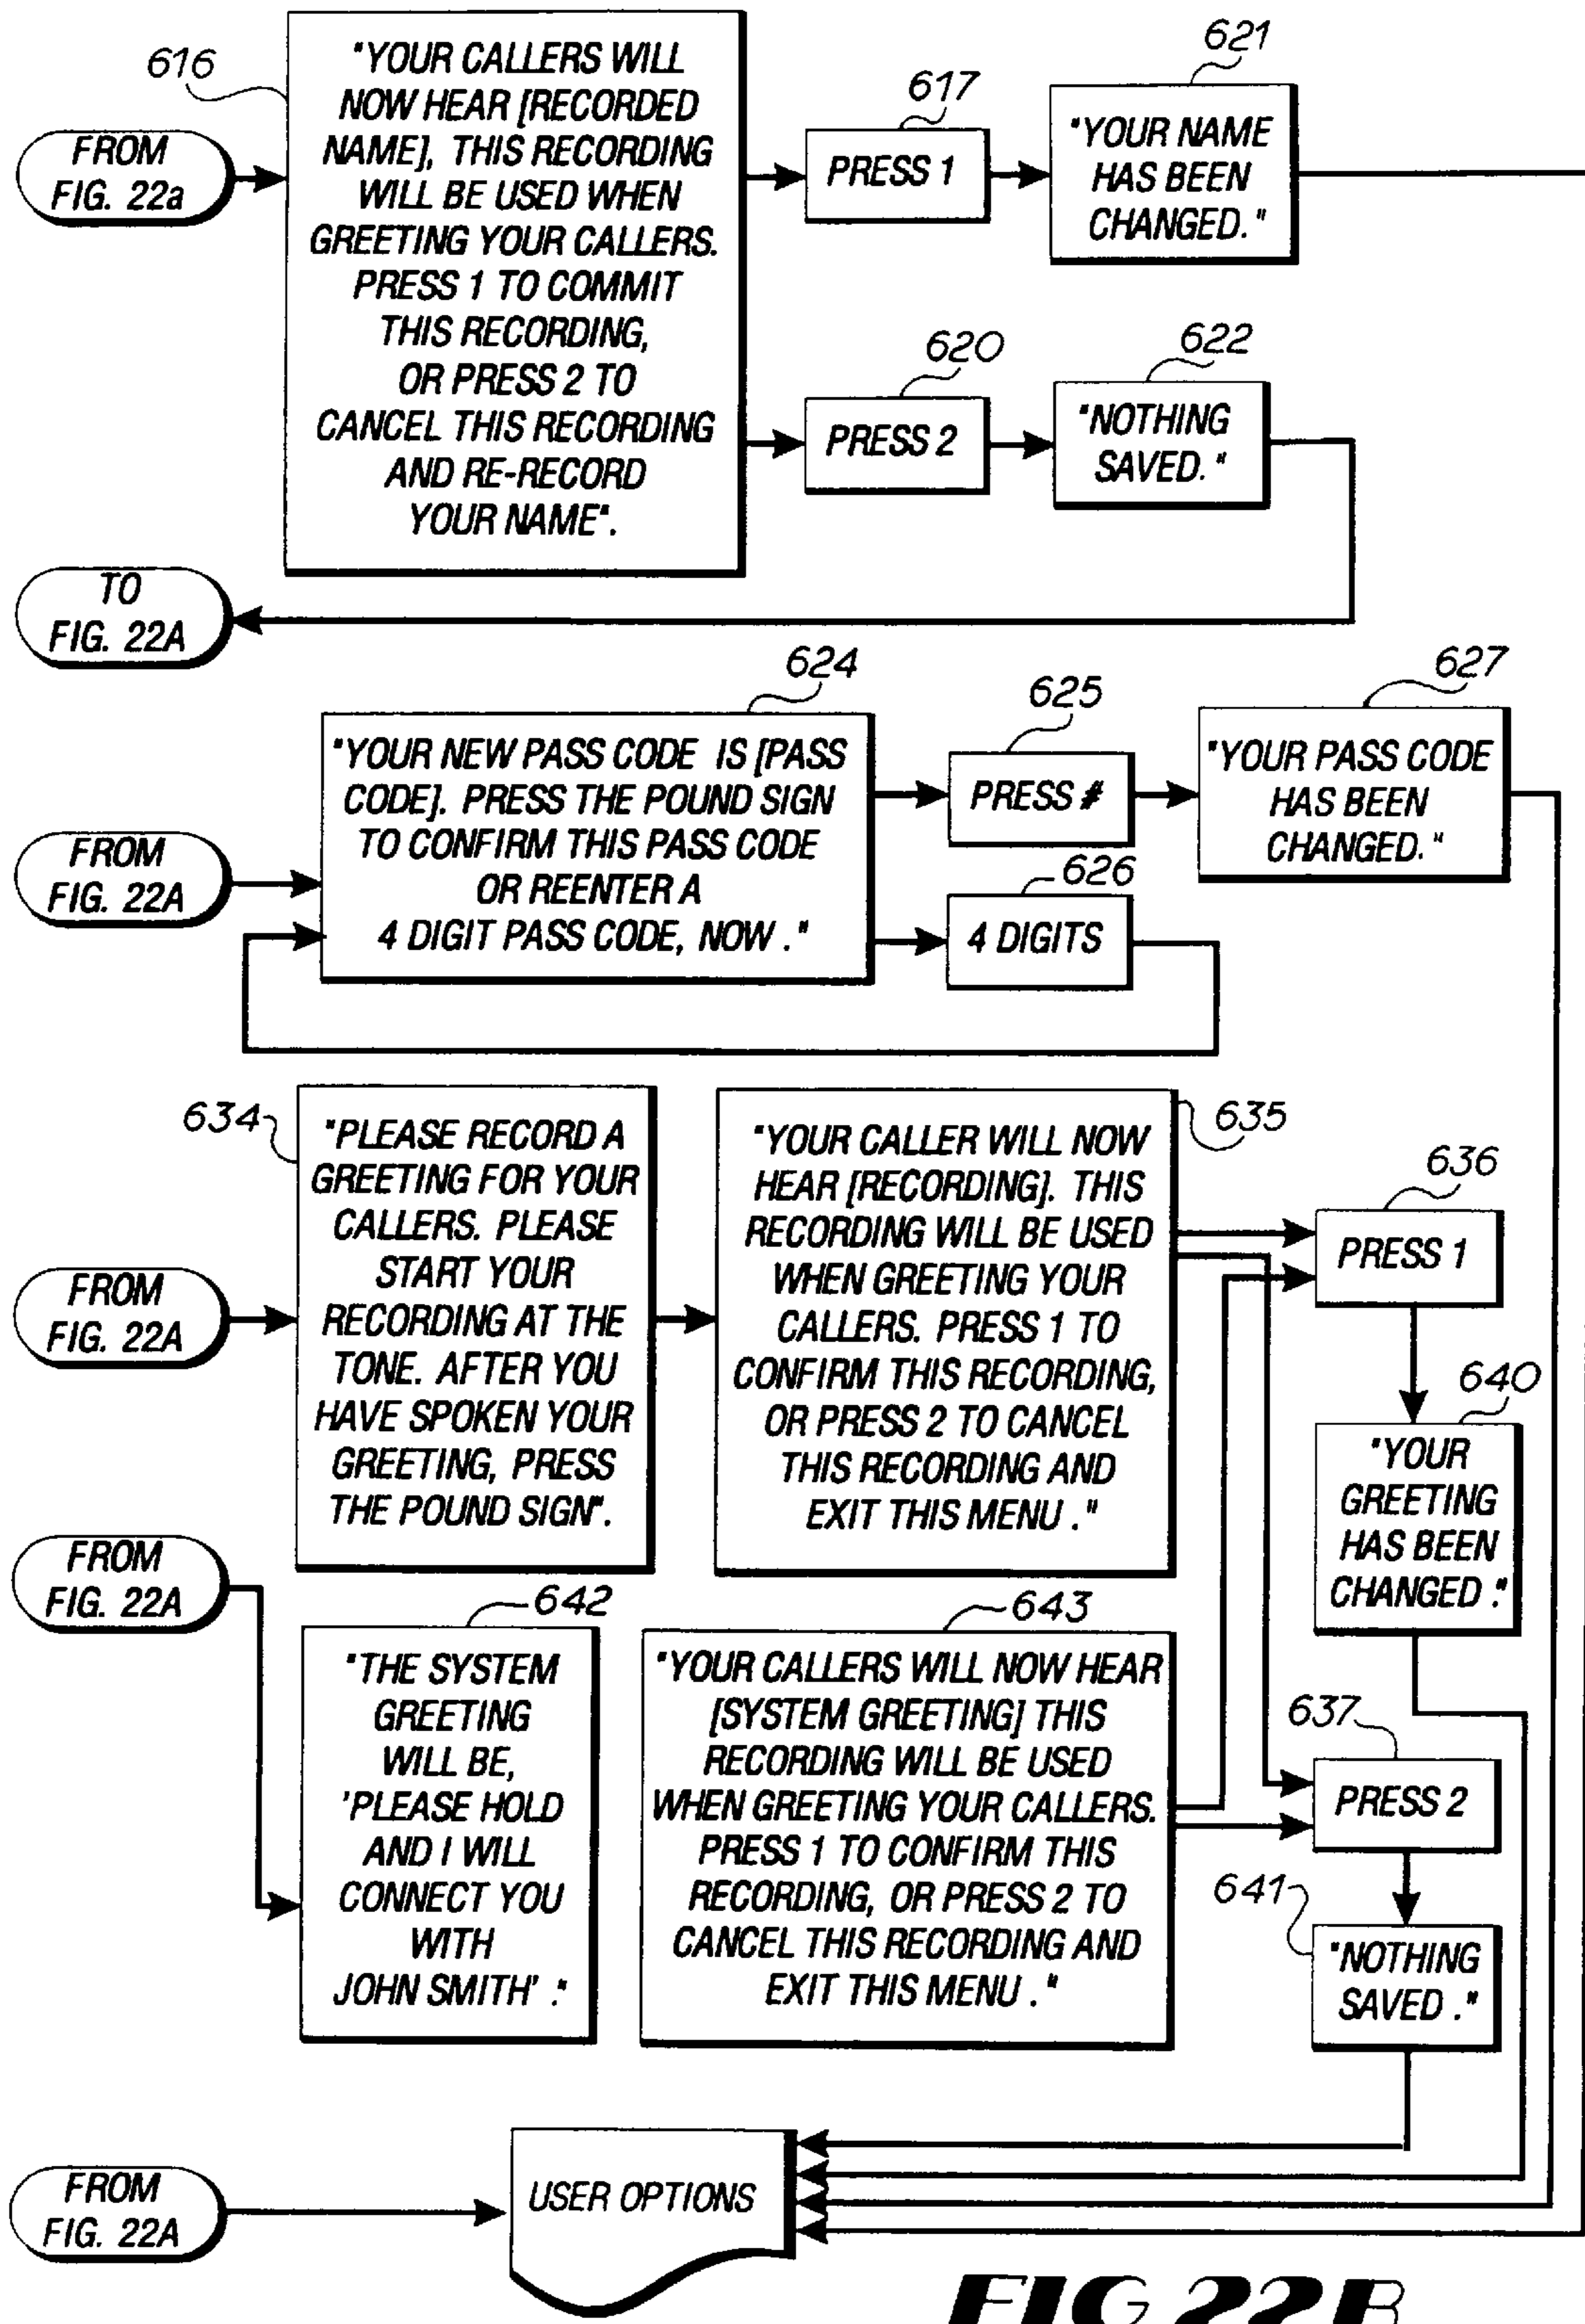 616
FROM
FIG. 22a
"YOUR CALLERS WILL
NOW HEAR [RECORDED
NAME], THIS RECORDING
WILL BE USED WHEN
GREETING YOUR CALLERS.
PRESS 1 TO COMMIT
THIS RECORDING,
OR PRESS 2 TO
CANCEL THIS RECORDING
AND RE-RECORD
YOUR NAME".
617
PRESS 1
621
"YOUR NAME
HAS BEEN
CHANGED."
620
PRESS 2
622
"NOTHING
SAVED."
TO
FIG. 22A
FROM
FIG. 22A
624
"YOUR NEW PASS CODE IS [PASS
CODE]. PRESS THE POUND SIGN
TO CONFIRM THIS PASS CODE
OR REENTER A
4 DIGIT PASS CODE, NOW ."
625
PRESS #
627
"YOUR PASS CODE
HAS BEEN
CHANGED."
626
4 DIGITS
FROM
FIG. 22A
634
"PLEASE RECORD A
GREETING FOR YOUR
CALLERS. PLEASE
START YOUR
RECORDING AT THE
TONE. AFTER YOU
HAVE SPOKEN YOUR
GREETING, PRESS
THE POUND SIGN".
635
"YOUR CALLER WILL NOW
HEAR [RECORDING]. THIS
RECORDING WILL BE USED
WHEN GREETING YOUR
CALLERS. PRESS 1 TO
CONFIRM THIS RECORDING,
OR PRESS 2 TO CANCEL
THIS RECORDING AND
EXIT THIS MENU ."
636
PRESS 1
640
"YOUR
GREETING
HAS BEEN
CHANGED ."
FROM
FIG. 22A
642
"THE SYSTEM
GREETING
WILL BE,
'PLEASE HOLD
AND I WILL
CONNECT YOU
WITH
JOHN SMITH' ."
643
"YOUR CALLERS WILL NOW HEAR
[SYSTEM GREETING] THIS
RECORDING WILL BE USED
WHEN GREETING YOUR CALLERS.
PRESS 1 TO CONFIRM THIS
RECORDING, OR PRESS 2 TO
CANCEL THIS RECORDING AND
EXIT THIS MENU ."
637
PRESS 2
641
"NOTHING
SAVED ."
FROM
FIG. 22A
USER OPTIONS
FIG 22B